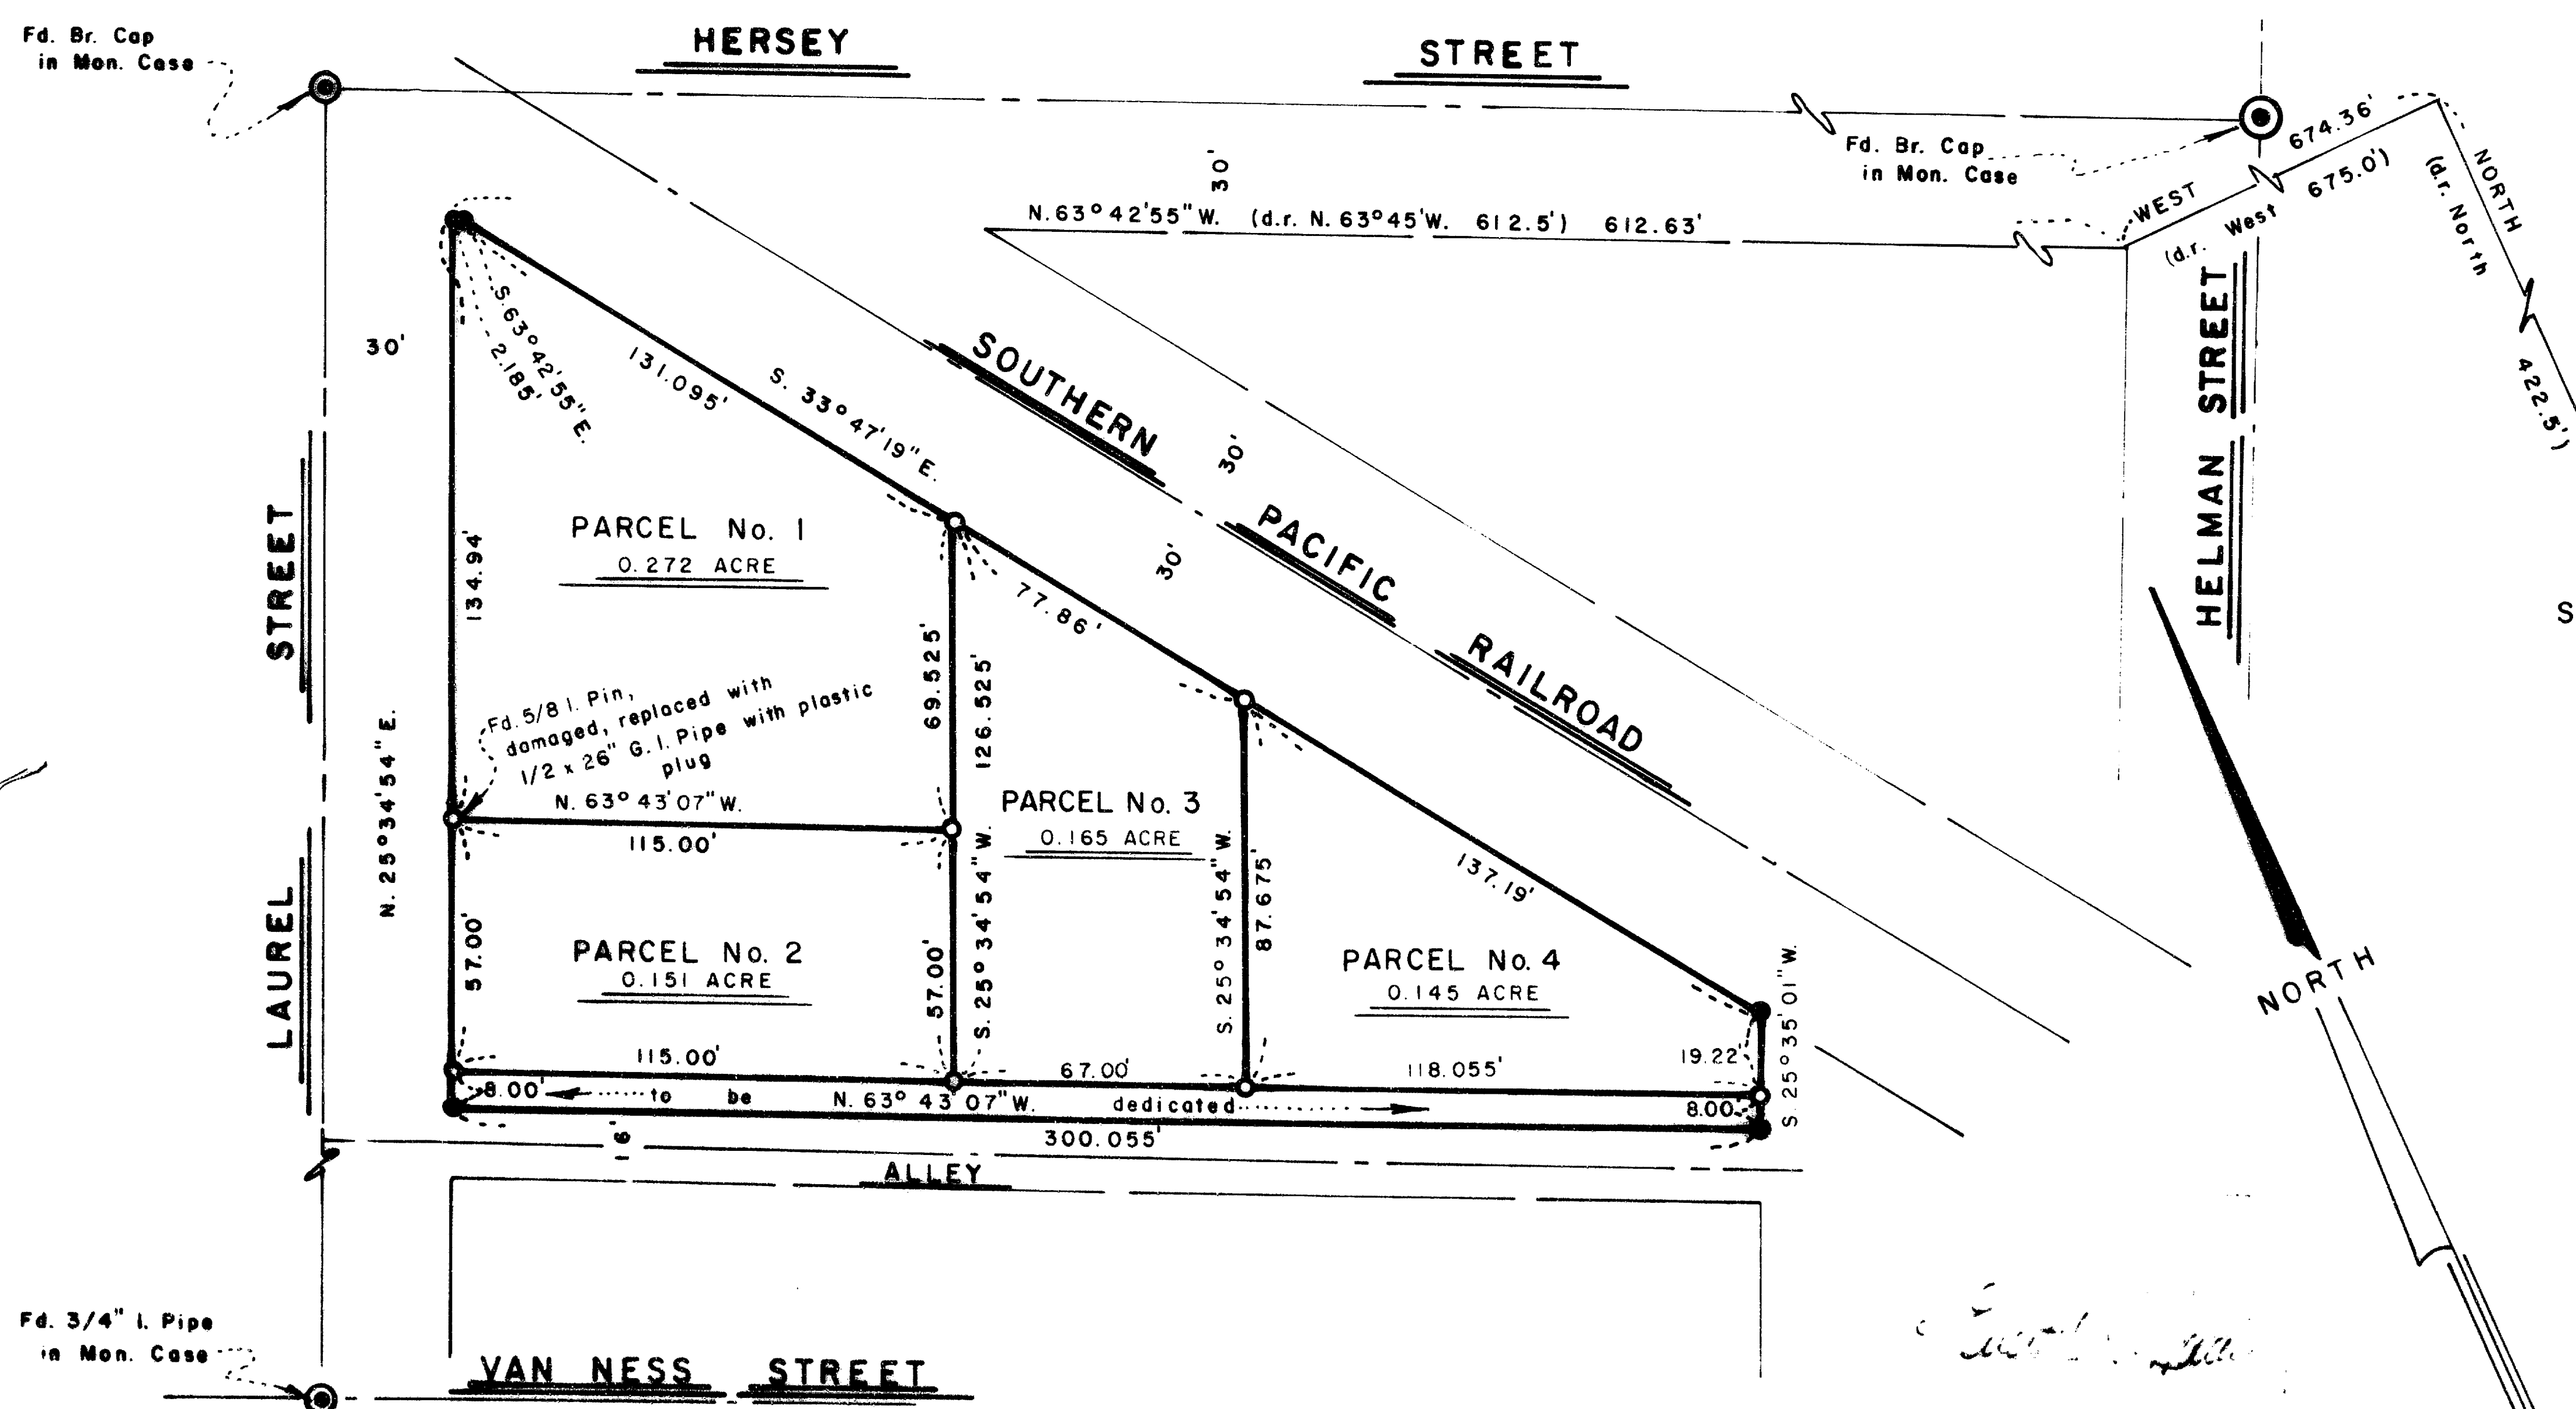 HERSEY STREET
Fd. Br. Cap
in Mon. Case
Fd. Br. Cap
in Mon. Case
674.36'
WEST
(d.r. West 675.0')
NORTH
(d.r. North 422.5')
30'
N. 63° 42' 55" W. (d.r. N. 63° 45' W. 612.5') 612.63'
HELMAN STREET
S
30'
S. 63° 42' 55" E.
2.185'
131.095'
S. 33° 47' 19" E.
SOUTHERN PACIFIC RAILROAD
30'
30'
77.86'
137.19'
LAUREL STREET
N. 25° 34' 54" E.
134.94'
PARCEL No. 1
0.272 ACRE
69.525'
126.525'
Fd. 5/8 I. Pin,
damaged, replaced with
1/2 x 26" G. I. Pipe with plastic
plug
N. 63° 43' 07" W.
115.00'
PARCEL No. 3
0.165 ACRE
S. 25° 34' 54" W.
S. 25° 34' 54" W.
87.675'
57.00'
PARCEL No. 2
0.151 ACRE
57.00'
PARCEL No. 4
0.145 ACRE
S. 25° 35' 01" W.
19.22'
115.00'
67.00'
118.055'
8.00'
to be N. 63° 43' 07" W. dedicated
8.00'
300.055'
ALLEY
NORTH
Fd. 3/4" I. Pipe
in Mon. Case
VAN NESS STREET